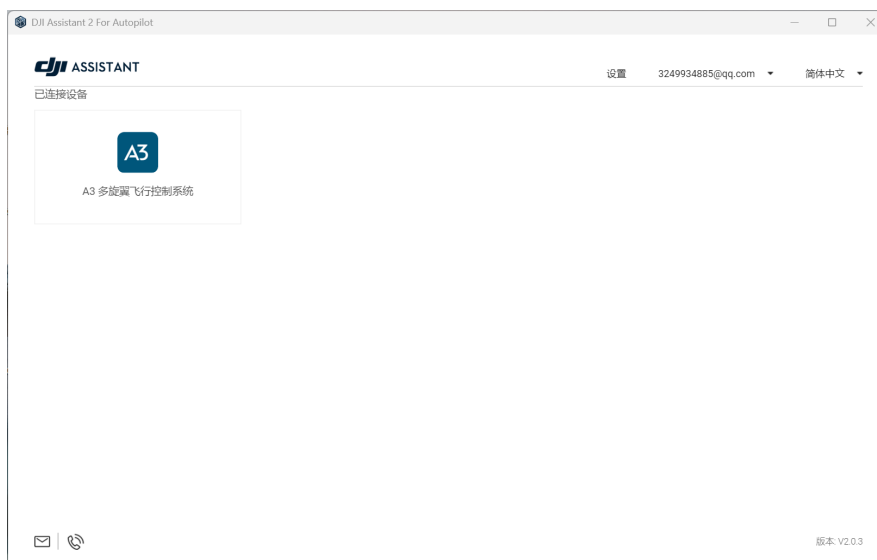 DJI Assistant 2 For Autopilot
dji ASSISTANT
设置 3249934885@qq.com 简体中文
已连接设备
A3
A3 多旋翼飞行控制系统
版本: V2.0.3